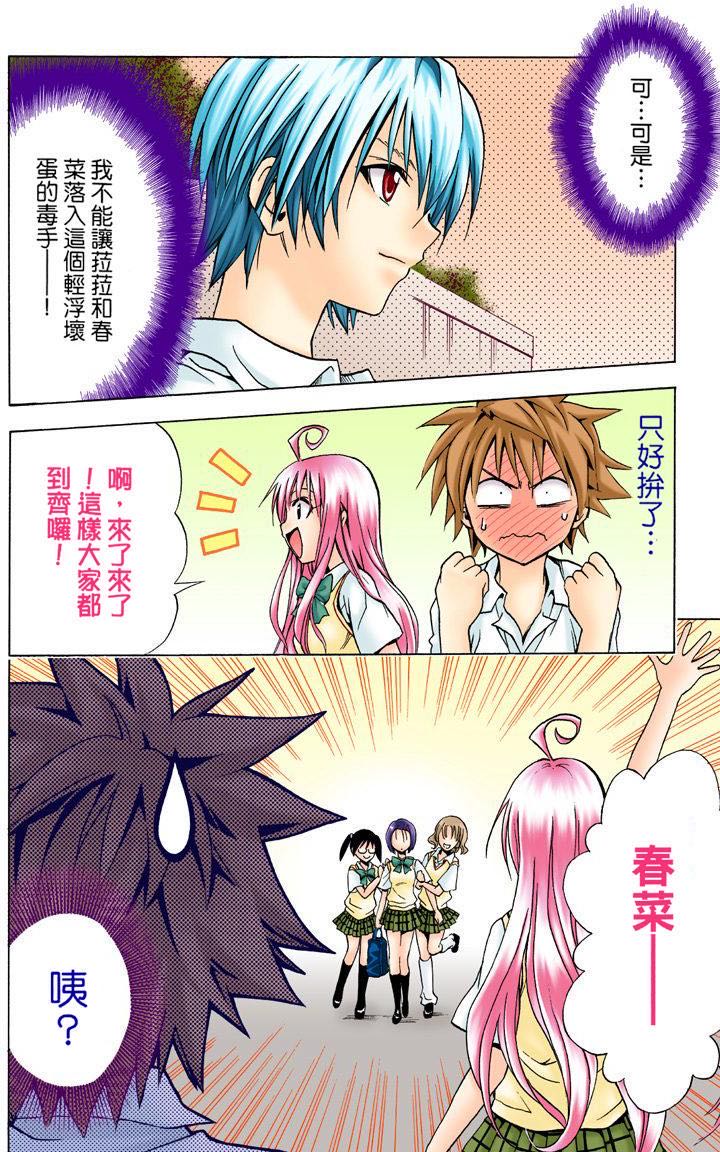 可…可是…
我不能讓菈菈和春
菜落入這個輕浮壞
蛋的毒手——！
只好拚了…
啊，來了來了
！這樣大家都
到齊囉！
春菜——
咦？